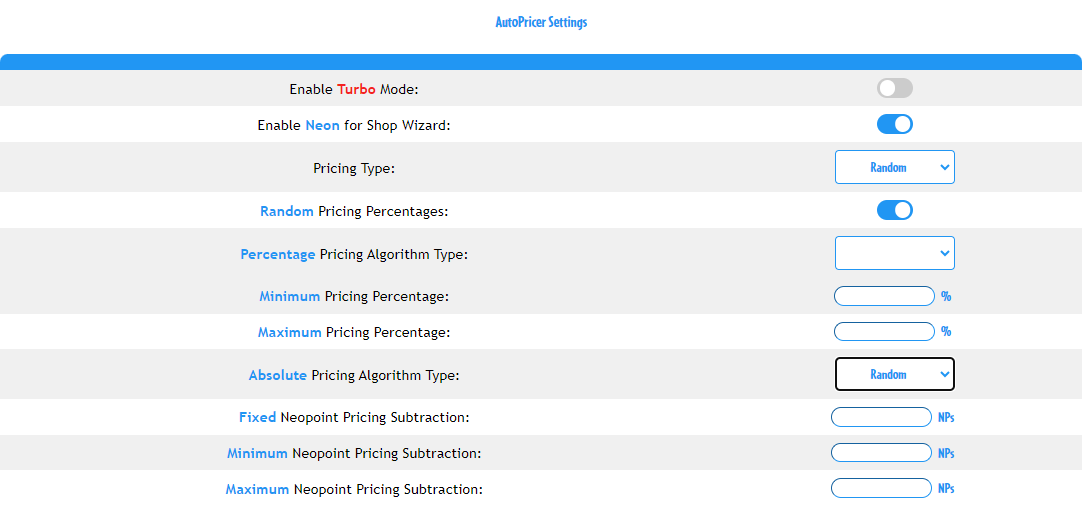 AutoPricer Settings
Enable Turbo Mode:
Enable Neon for Shop Wizard:
Pricing Type: Random
Random Pricing Percentages:
Percentage Pricing Algorithm Type:
Minimum Pricing Percentage: %
Maximum Pricing Percentage: %
Absolute Pricing Algorithm Type: Random
Fixed Neopoint Pricing Subtraction: NPs
Minimum Neopoint Pricing Subtraction: NPs
Maximum Neopoint Pricing Subtraction: NPs